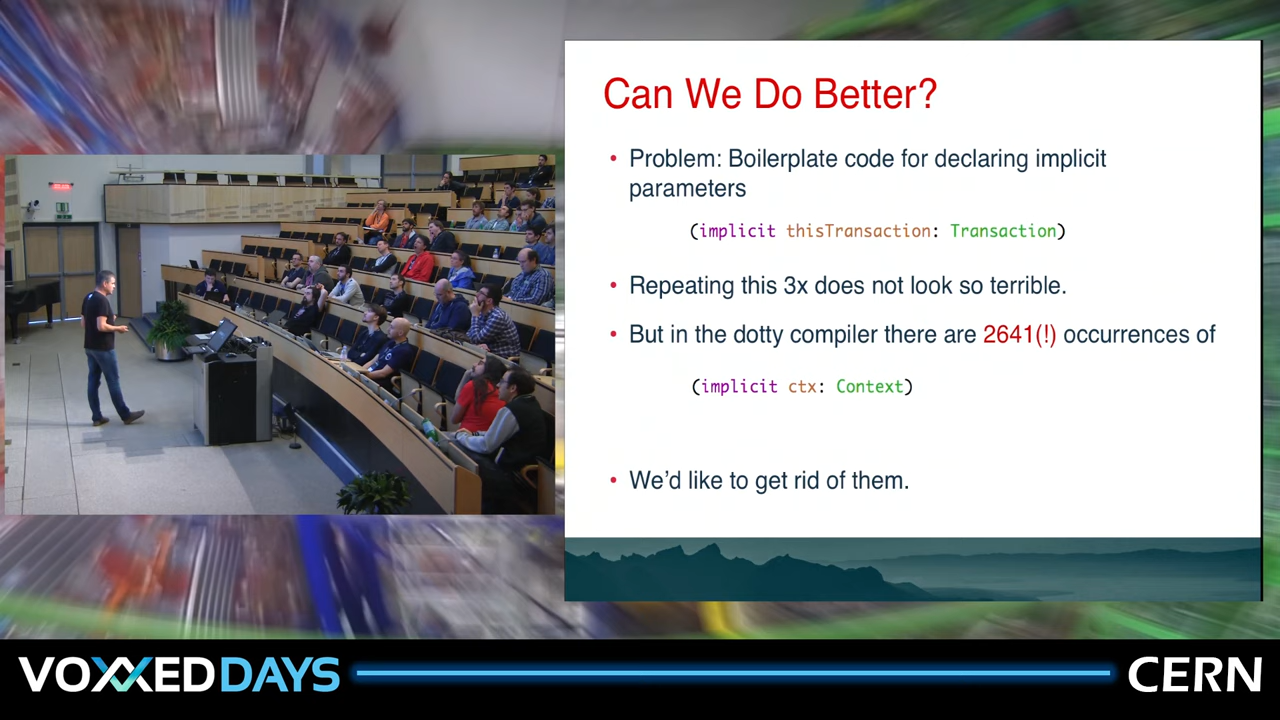 Can We Do Better?
• Problem: Boilerplate code for declaring implicit
parameters
(implicit thisTransaction: Transaction)
• Repeating this 3x does not look so terrible.
• But in the dotty compiler there are 2641(!) occurrences of
(implicit ctx: Context)
• We'd like to get rid of them.
VOXXED DAYS
CERN